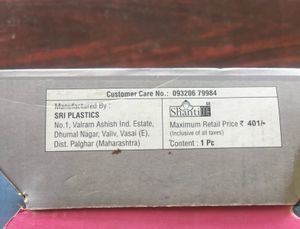 Customer Care No.: 093206 79984
Manufactured By :
SRI PLASTICS
No.1, Valram Ashish Ind. Estate,
Dhumal Nagar, Valiv, Vasai (E),
Dist. Palghar (Maharashtra)
Shanti
Maximum Retail Price ₹ 401/-
(Inclusive of all taxes)
Content : 1 Pc